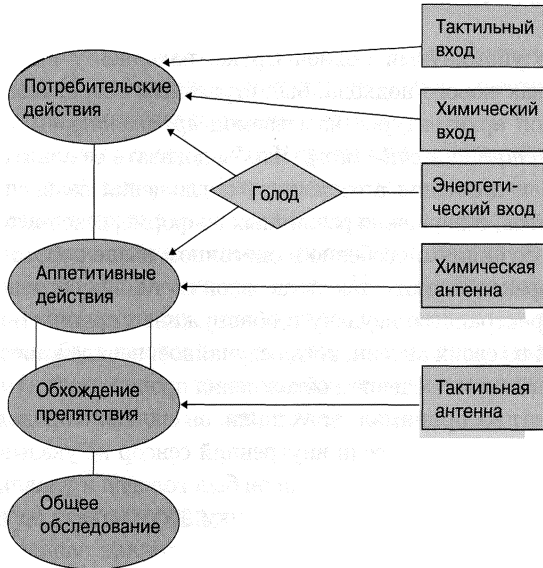 Тактильный
вход
Потребительские
действия
Химический
вход
Голод
Энергети-
ческий вход
Аппетитивные
действия
Химическая
антенна
Обхождение
препятствия
Тактильная
антенна
Общее
обследование